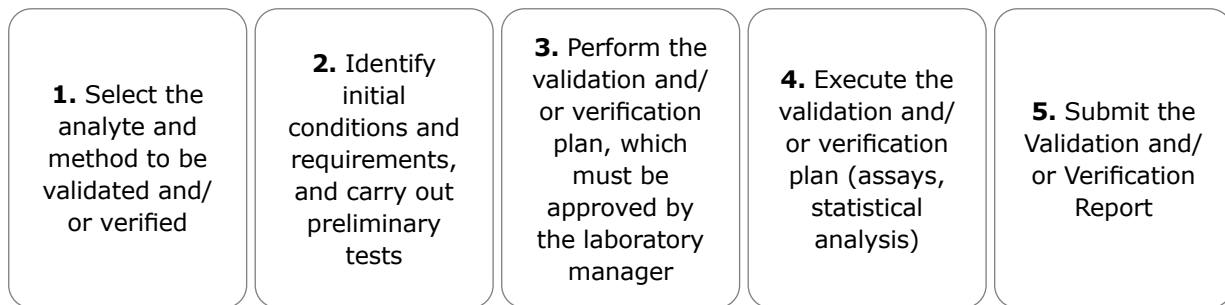 1. Select the
analyte and
method to be
validated and/
or verified
2. Identify
initial
conditions and
requirements,
and carry out
preliminary
tests
3. Perform the
validation and/
or verification
plan, which
must be
approved by
the laboratory
manager
4. Execute the
validation and/
or verification
plan (assays,
statistical
analysis)
5. Submit the
Validation and/
or Verification
Report